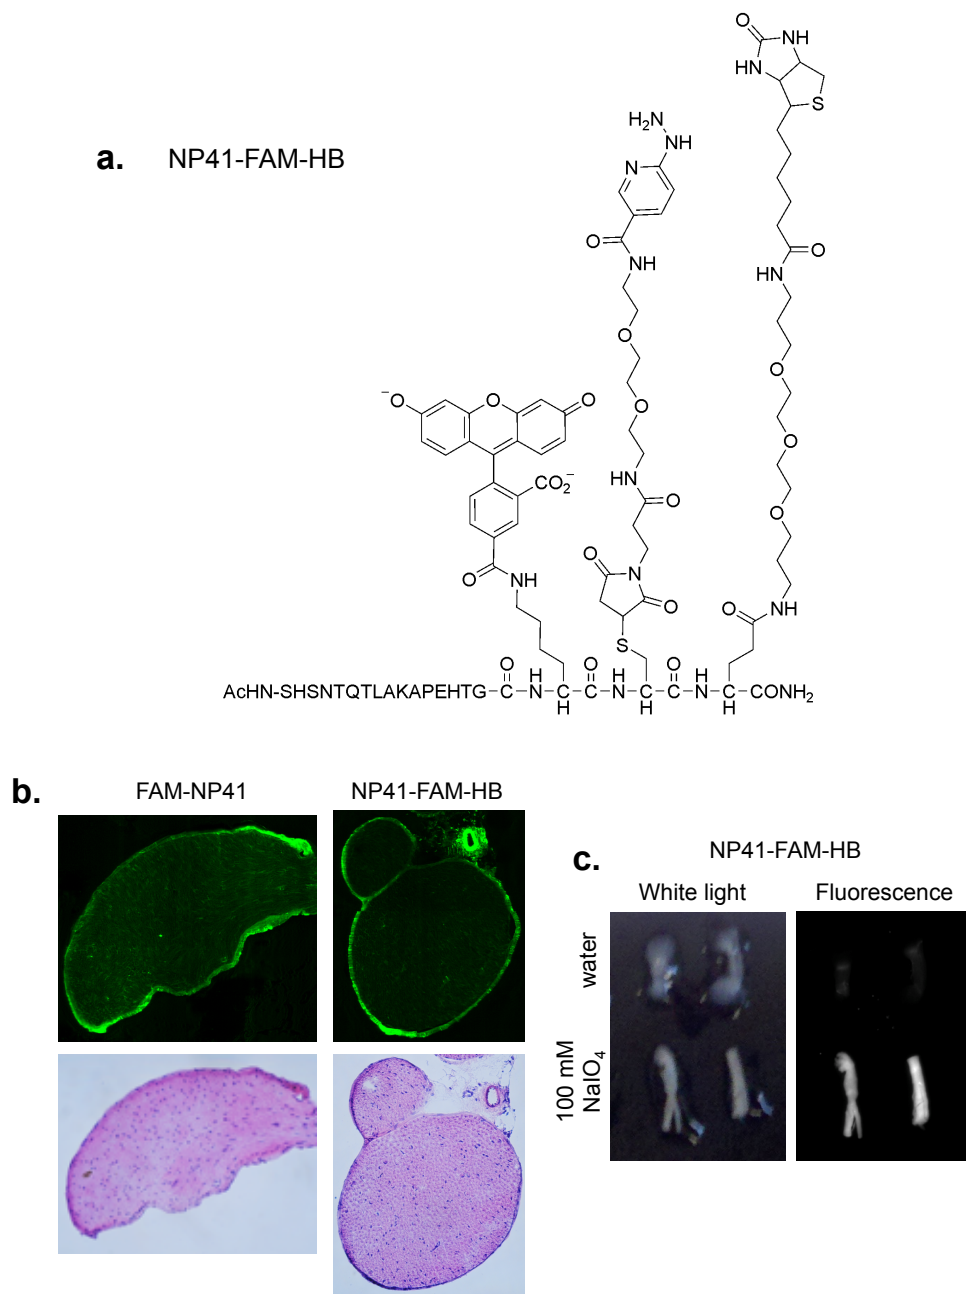 a. NP41-FAM-HB
O
NH
HN
S
H₂N
NH
N
O
NH
O
HN
O
O
O
⁻O
O
O
O
HN
O
CO₂⁻
O
O
NH
O
N
O
O
NH
S
O
H
O
H
O
H
AcHN-SHSNTQTLAKAPEHTG
C
N
C
C
N
C
C
N
C
CONH₂
H
H
H
b. FAM-NP41 NP41-FAM-HB
c. NP41-FAM-HB
White light Fluorescence
water
100 mM
NaIO₄